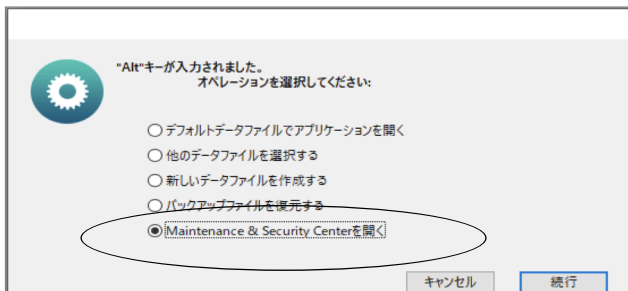 "Alt"キーが入力されました。
オペレーションを選択してください:
デフォルトデータファイルでアプリケーションを開く
他のデータファイルを選択する
新しいデータファイルを作成する
バックアップファイルを復元する
Maintenance & Security Centerを開く
キャンセル
続行